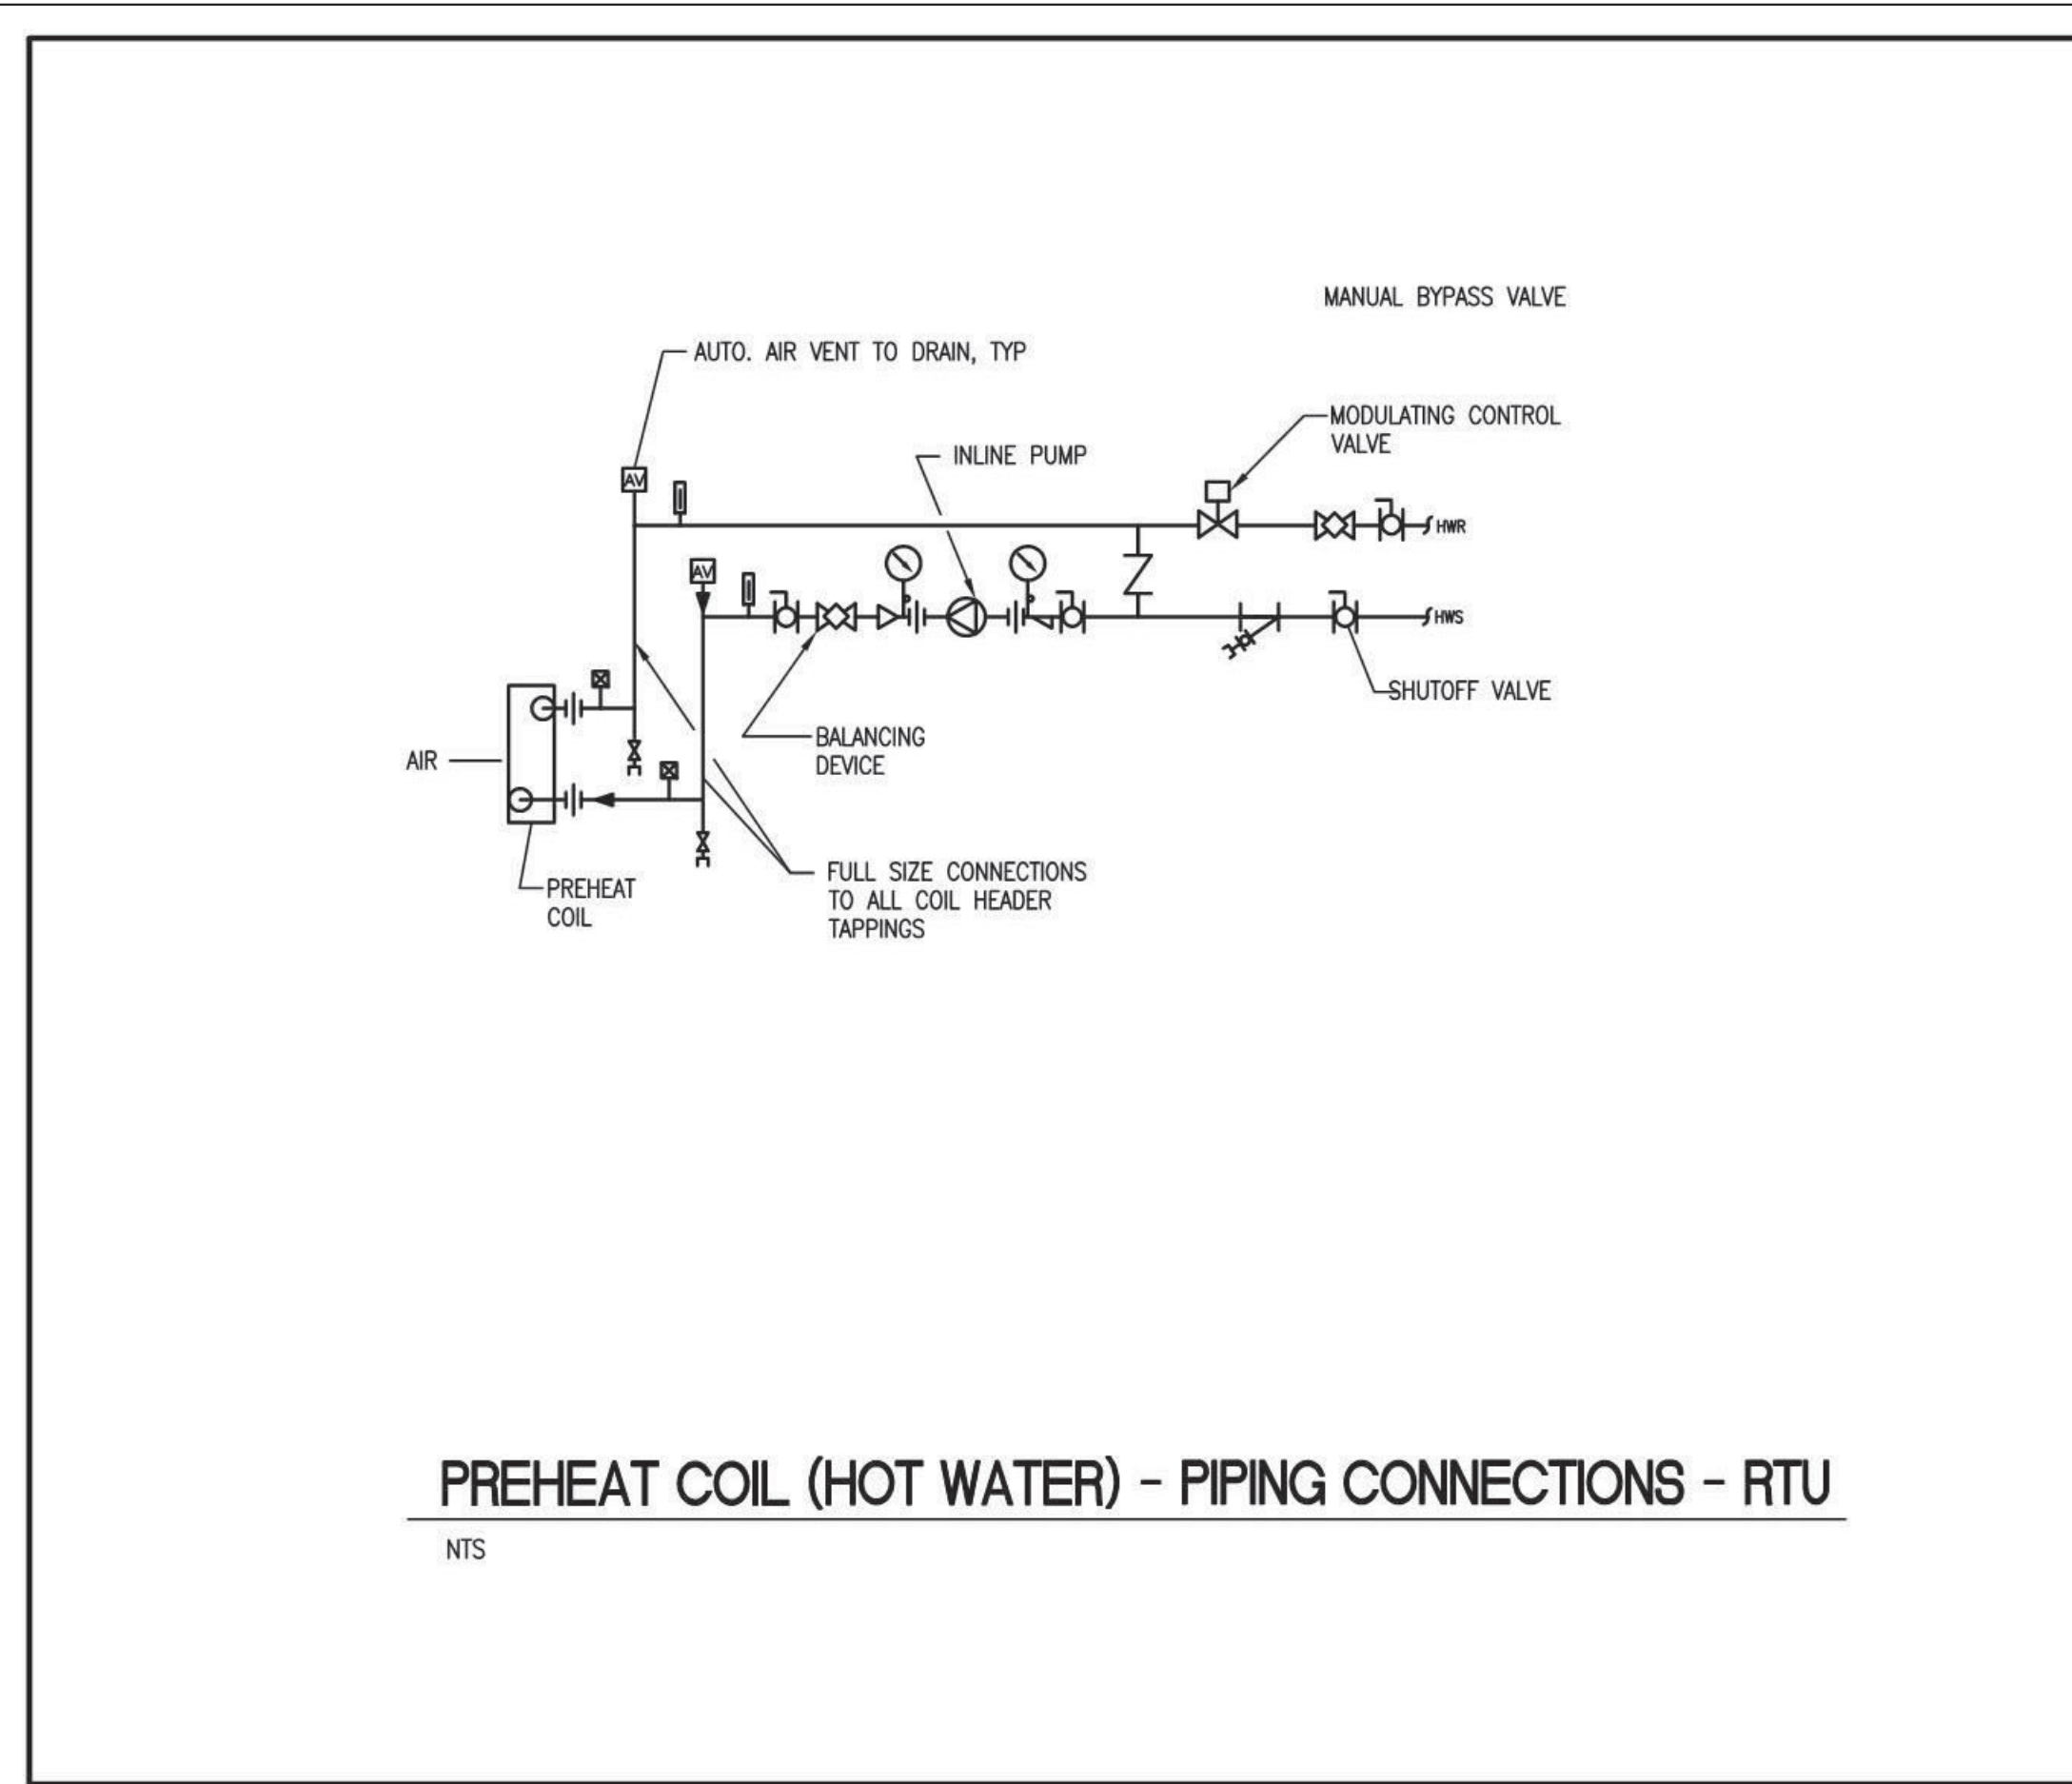 MANUAL BYPASS VALVE
AUTO. AIR VENT TO DRAIN, TYP
MODULATING CONTROL
VALVE
INLINE PUMP
AV
HWR
AV
HWS
SHUTOFF VALVE
BALANCING
DEVICE
AIR
FULL SIZE CONNECTIONS
TO ALL COIL HEADER
TAPPINGS
PREHEAT
COIL
PREHEAT COIL (HOT WATER) - PIPING CONNECTIONS - RTU
NTS